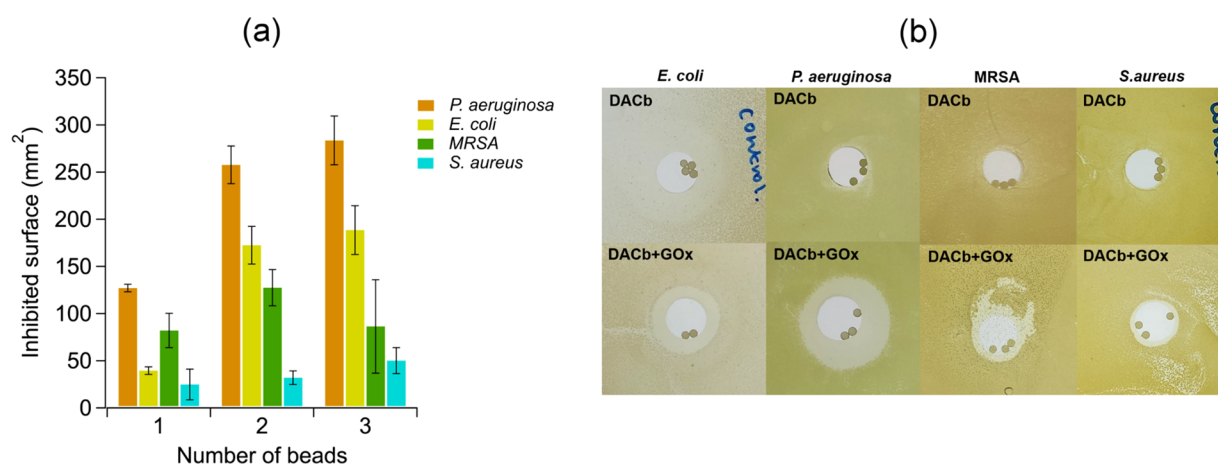 (a)
350
300
250
200
150
100
50
0
Inhibited surface (mm²)
1
2
3
Number of beads
P. aeruginosa
E. coli
MRSA
S. aureus
(b)
E. coli
P. aeruginosa
MRSA
S.aureus
DACb
DACb
DACb
DACb
Control.
DACb+GOx
DACb+GOx
DACb+GOx
DACb+GOx